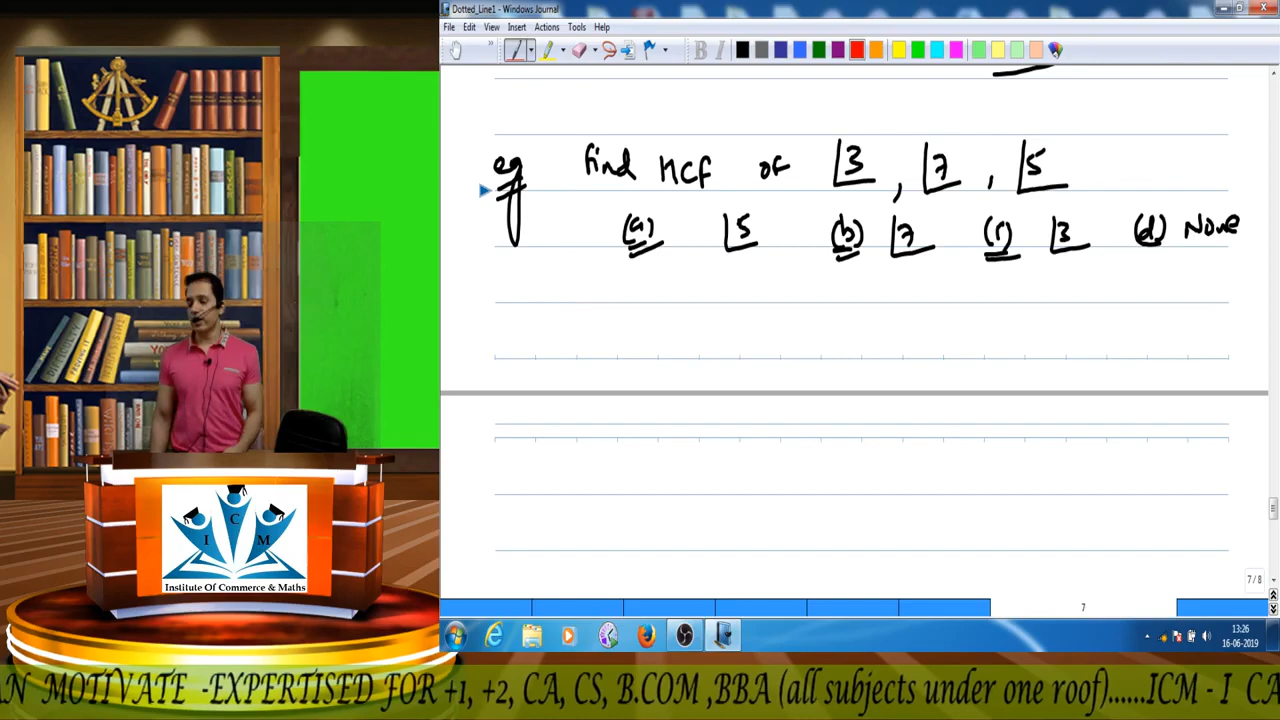 Dotted_Line1 - Windows Journal
File Edit View Insert Actions Tools Help
B I
eg find HCF of |3, |7, |5
(a) |5 (b) |7 (c) |3 (d) None
I C M
Institute Of Commerce & Maths
7 / 8
7
13:26
16-06-2019
AN MOTIVATE -EXPERTISED FOR +1, +2, CA, CS, B.COM ,BBA (all subjects under one roof)......ICM - I CA